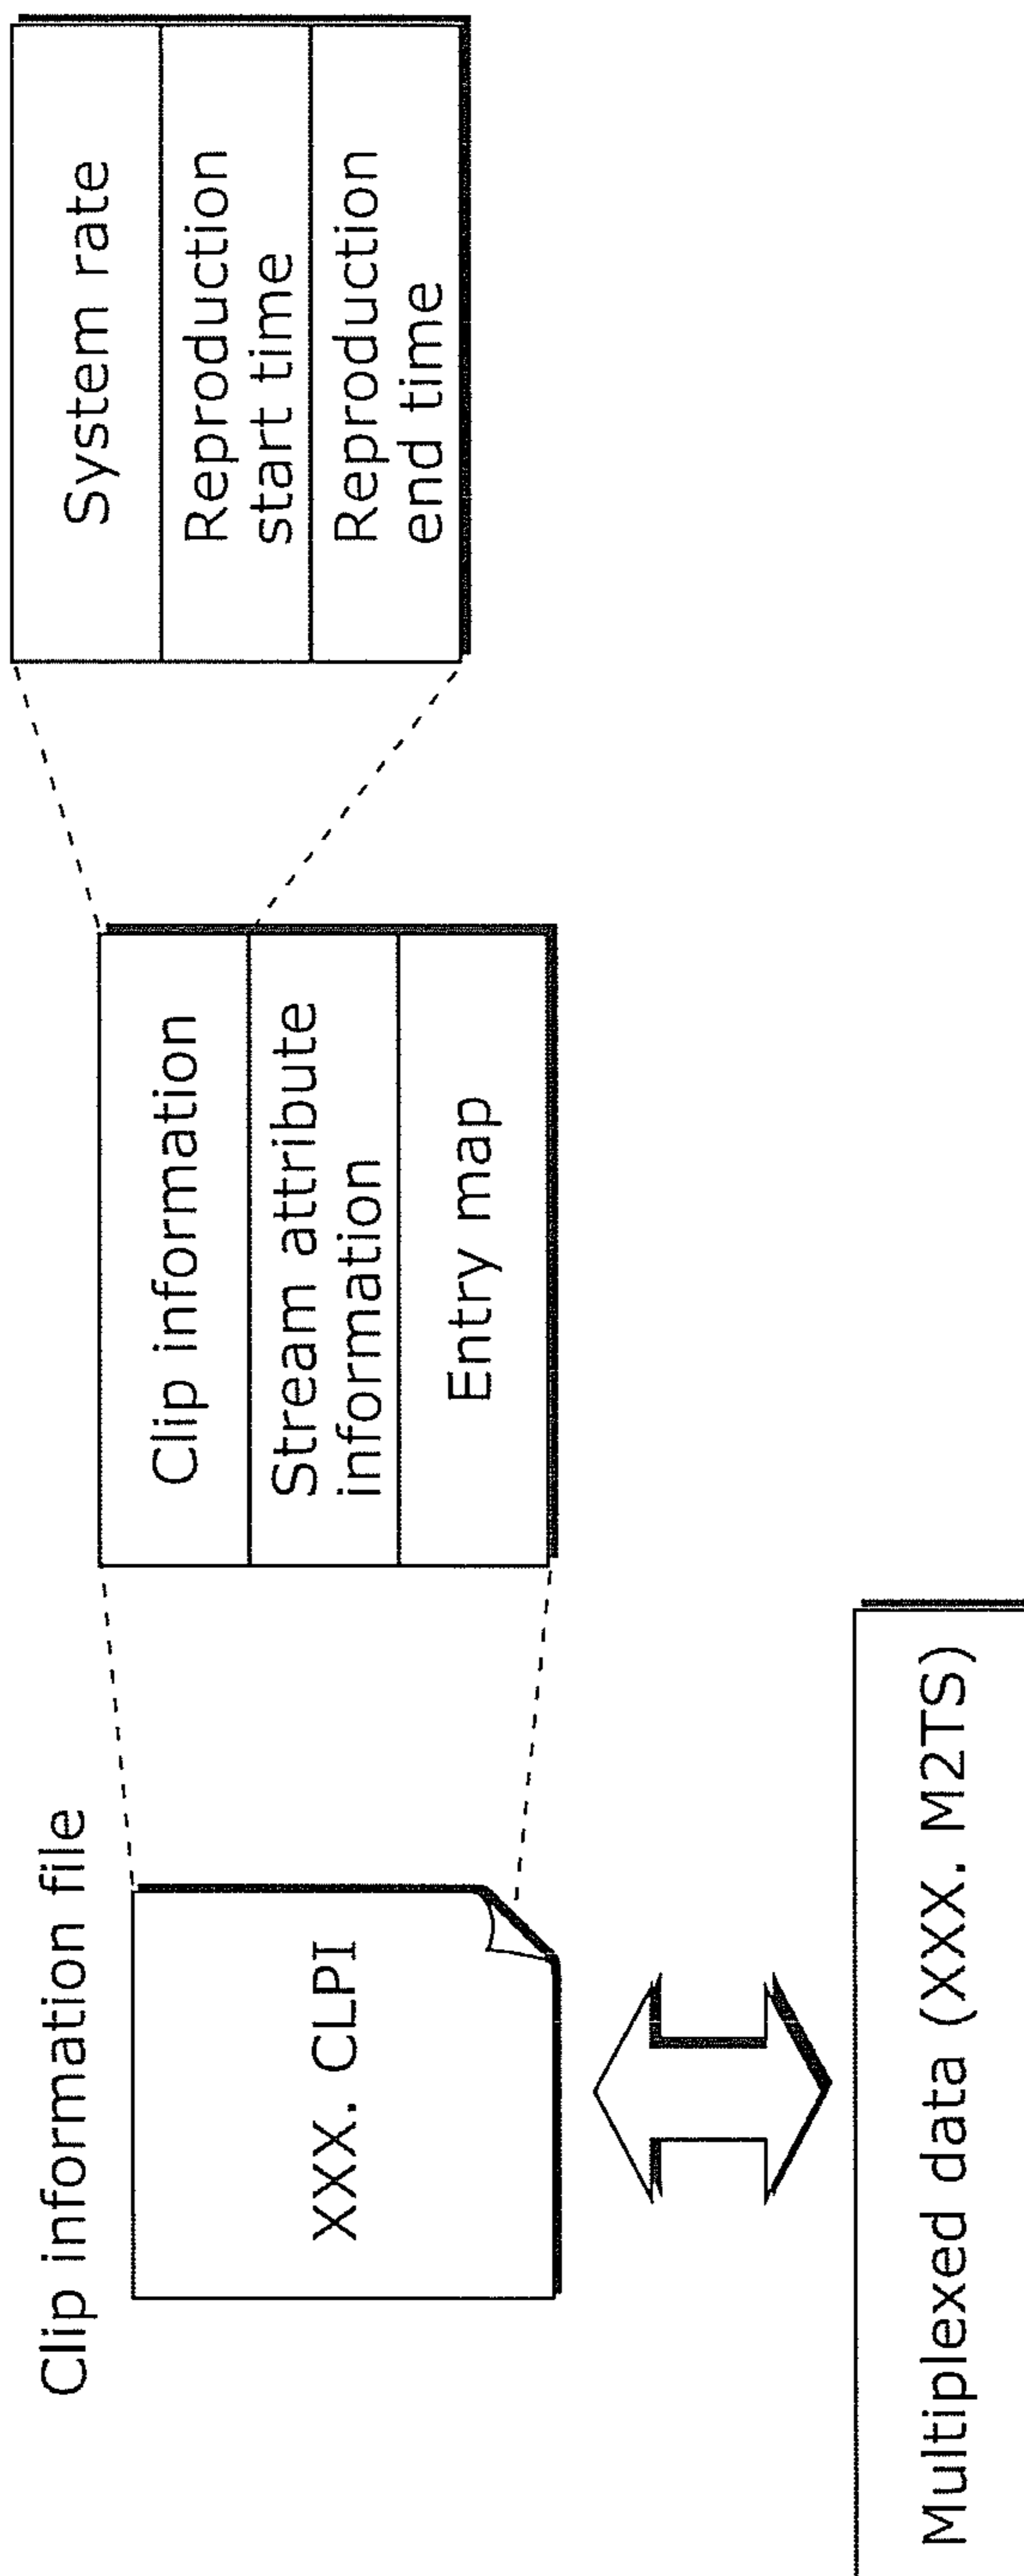 Clip information file
XXX. CLPI
Clip information
Stream attribute
information
Entry map
System rate
Reproduction
start time
Reproduction
end time
Multiplexed data (XXX. M2TS)